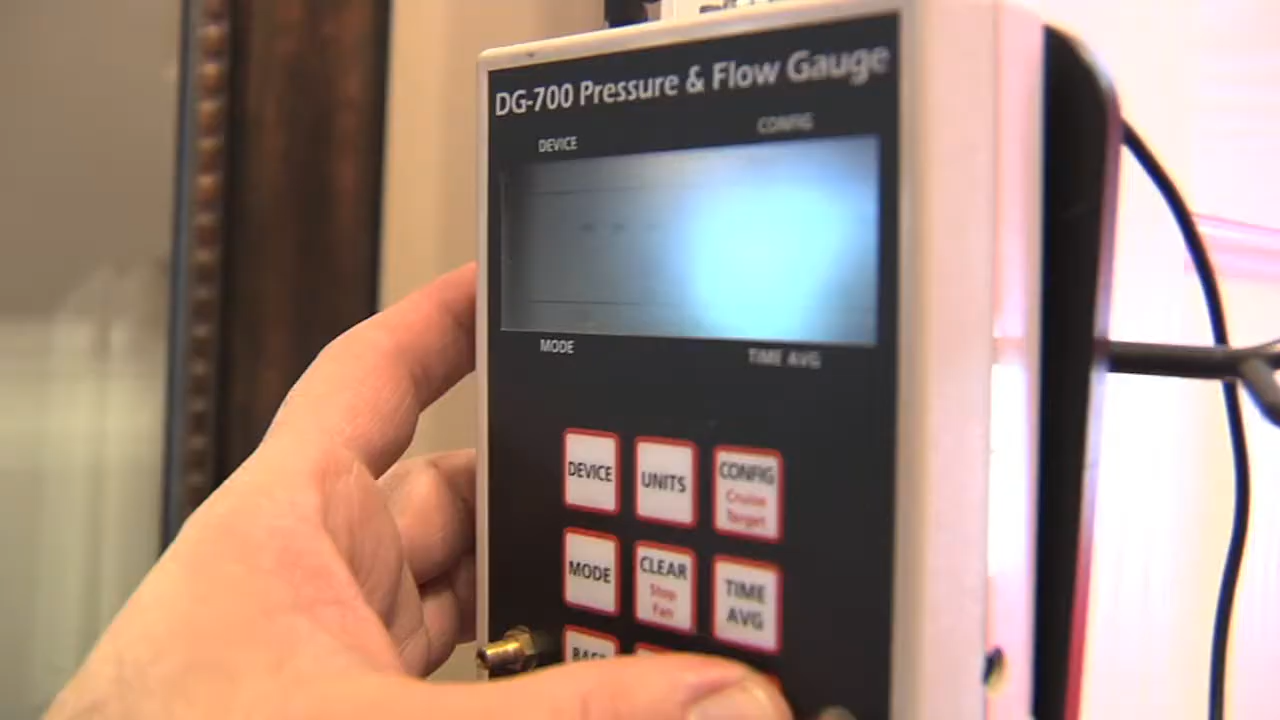 DG-700 Pressure & Flow Gauge
DEVICE CONFIG
MODE TIME AVG
DEVICE UNITS CONFIG
Cruise
Target
MODE CLEAR TIME
Stop AVG
Fan